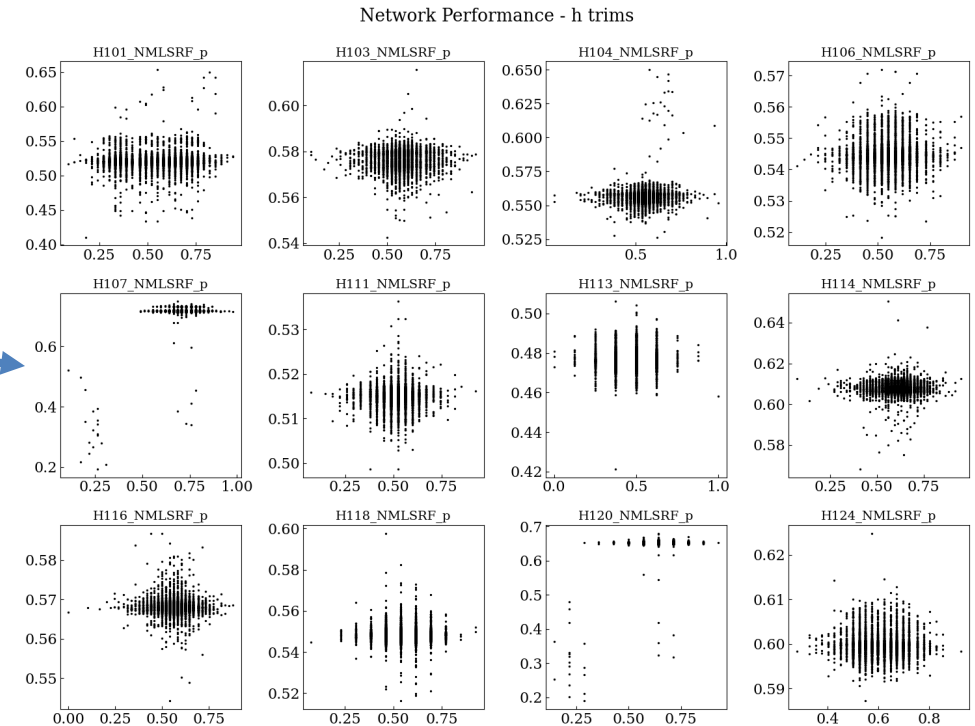 Network Performance - h trims
H101_NMLSRF_p
0.65
0.60
0.55
0.50
0.45
0.40
0.25 0.50 0.75
H103_NMLSRF_p
0.60
0.58
0.56
0.54
0.25 0.50 0.75
H104_NMLSRF_p
0.650
0.625
0.600
0.575
0.550
0.525
0.5 1.0
H106_NMLSRF_p
0.57
0.56
0.55
0.54
0.53
0.52
0.25 0.50 0.75
H107_NMLSRF_p
0.6
0.4
0.2
0.25 0.50 0.75 1.00
H111_NMLSRF_p
0.53
0.52
0.51
0.50
0.25 0.50 0.75
H113_NMLSRF_p
0.50
0.48
0.46
0.44
0.42
0.0 0.5 1.0
H114_NMLSRF_p
0.64
0.62
0.60
0.58
0.25 0.50 0.75
H116_NMLSRF_p
0.58
0.57
0.56
0.55
0.00 0.25 0.50 0.75
H118_NMLSRF_p
0.60
0.58
0.56
0.54
0.52
0.25 0.50 0.75
H120_NMLSRF_p
0.7
0.6
0.5
0.4
0.3
0.2
0.25 0.50 0.75
H124_NMLSRF_p
0.62
0.61
0.60
0.59
0.4 0.6 0.8